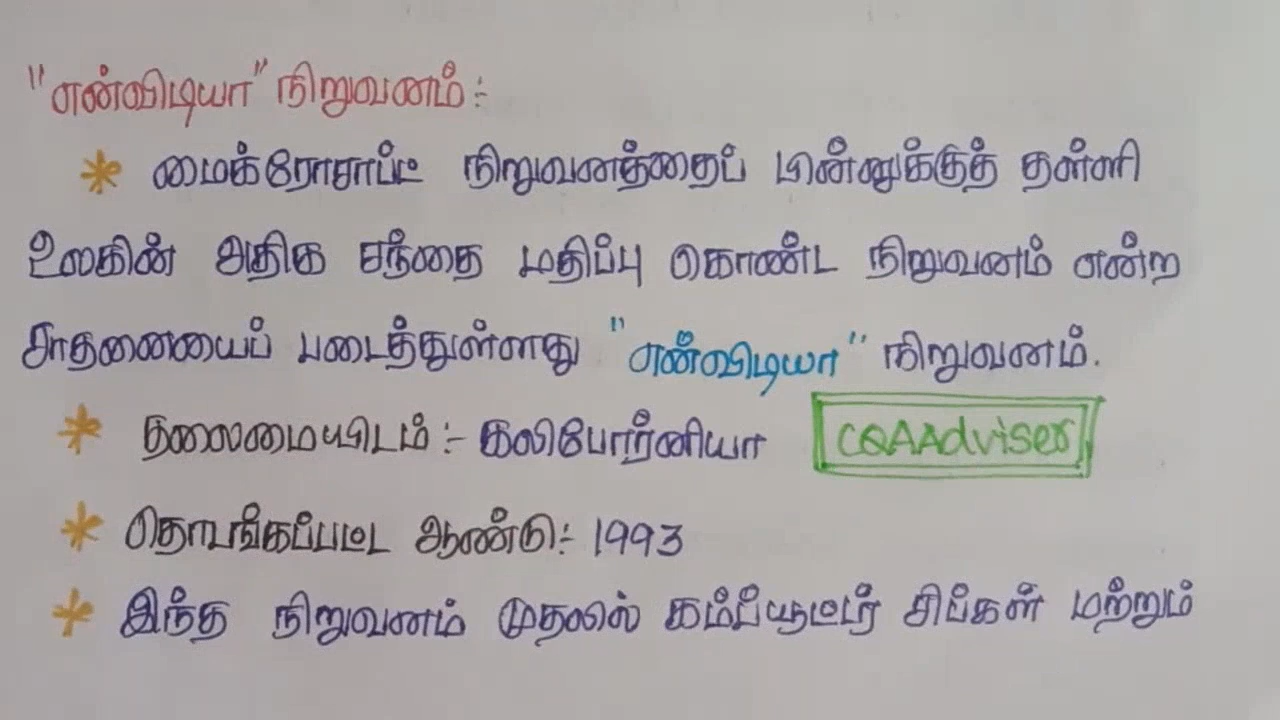 "என்விடியா" நிறுவனம் :-
* மைக்ரோசாப்ட் நிறுவனத்தைப் பின்னுக்குத் தள்ளி
உலகின் அதிக சந்தை மதிப்பு கொண்ட நிறுவனம் என்ற
சாதனையைப் படைத்துள்ளது "என்விடியா" நிறுவனம்.
* தலைமையிடம் :- கலிபோர்னியா CQAAdviser
* தொடங்கப்பட்ட ஆண்டு :- 1993
* இந்த நிறுவனம் முதலில் கம்ப்யூட்டர் சிப்கள் மற்றும்